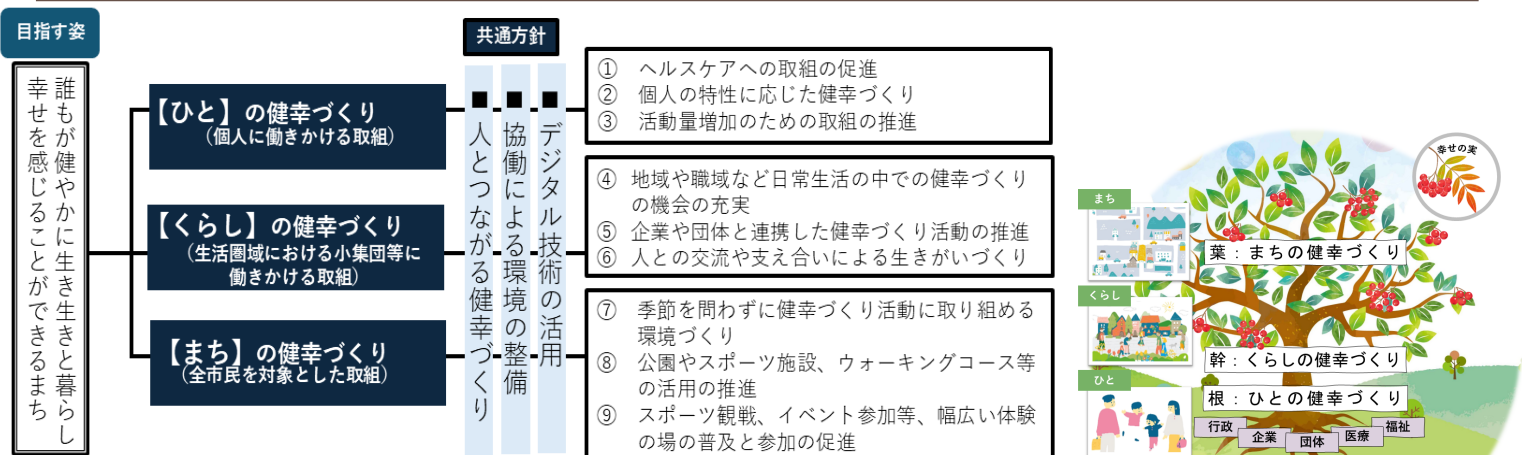 目指す姿
誰もが健やかに生き生きと暮らし
幸せを感じることができるまち
【ひと】の健幸づくり
（個人に働きかける取組）
【くらし】の健幸づくり
（生活圏域における小集団等に
働きかける取組）
【まち】の健幸づくり
（全市民を対象とした取組）
共通方針
■デジタル技術の活用
■協働による環境の整備
■人とつながる健幸づくり
① ヘルスケアへの取組の促進
② 個人の特性に応じた健幸づくり
③ 活動量増加のための取組の推進
④ 地域や職域など日常生活の中での健幸づくり
の機会の充実
⑤ 企業や団体と連携した健幸づくり活動の推進
⑥ 人との交流や支え合いによる生きがいづくり
⑦ 季節を問わずに健幸づくり活動に取り組める
環境づくり
⑧ 公園やスポーツ施設、ウォーキングコース等
の活用の推進
⑨ スポーツ観戦、イベント参加等、幅広い体験
の場の普及と参加の促進
幸せの実
まち
葉：まちの健幸づくり
くらし
幹：くらしの健幸づくり
ひと
根：ひとの健幸づくり
行政
企業
団体
医療
福祉